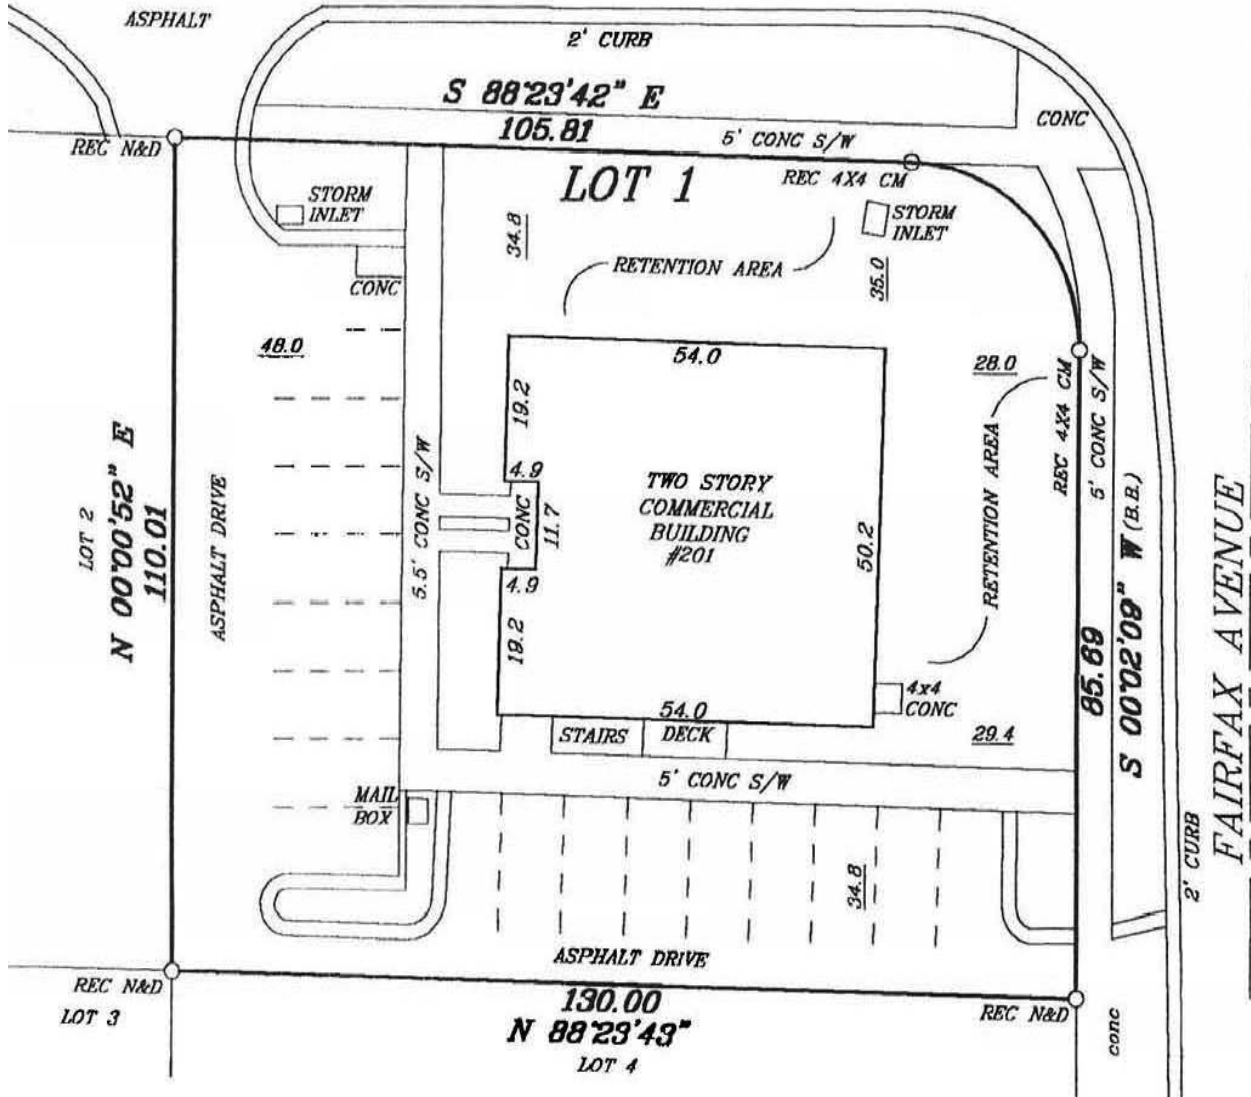 ASPHALT
2' CURB
S 88°23'42" E
105.81
5' CONC S/W
CONC
REC N&D
LOT 1
REC 4X4 CM
STORM
INLET
STORM
INLET
34.8
RETENTION AREA
35.0
CONC
48.0
54.0
28.0
19.2
REC 4X4 CM
5' CONC S/W
4.9
TWO STORY
COMMERCIAL
BUILDING
#201
RETENTION AREA
LOT 2
N 00°00'52" E
110.01
ASPHALT DRIVE
5.5' CONC S/W
CONC
11.7
50.2
4.9
19.2
S 00°02'09" W (B.B.)
85.69
FAIRFAX AVENUE
4x4
CONC
54.0
STAIRS
DECK
29.4
5' CONC S/W
MAIL
BOX
34.8
2' CURB
ASPHALT DRIVE
REC N&D
130.00
REC N&D
LOT 3
N 88°23'43"
LOT 4
conc